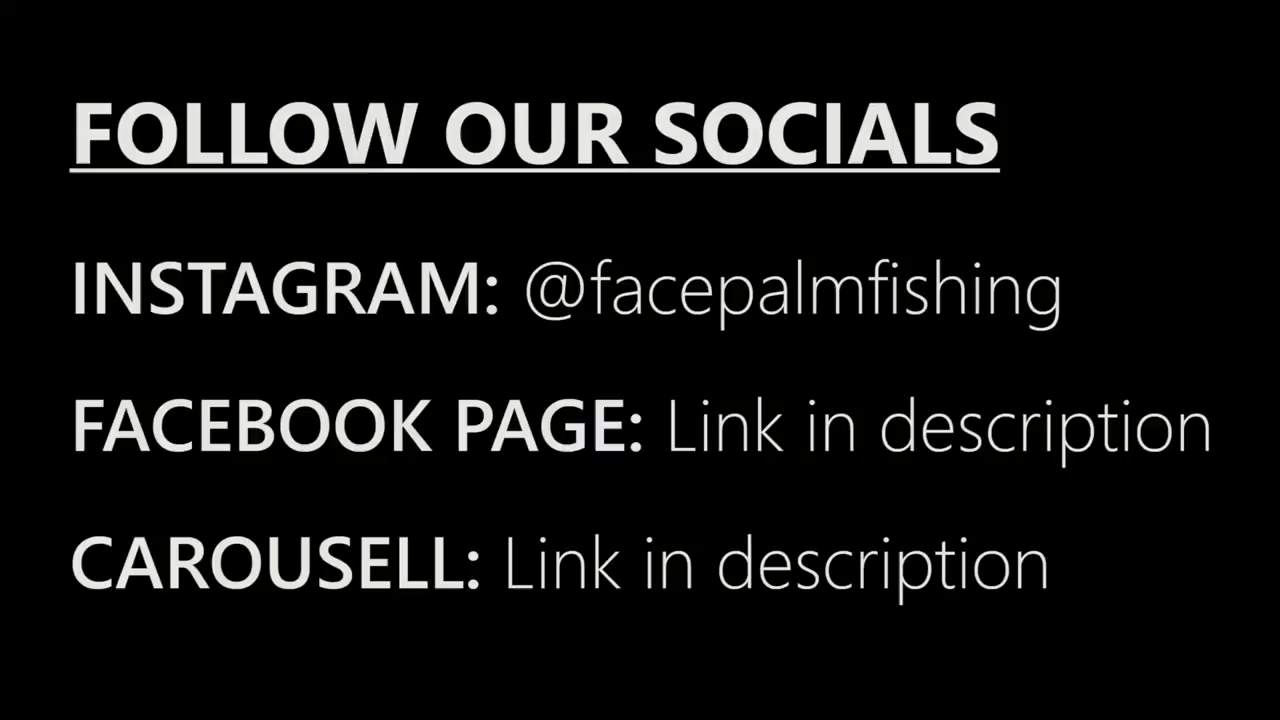 FOLLOW OUR SOCIALS
INSTAGRAM: @facepalmfishing
FACEBOOK PAGE: Link in description
CAROUSELL: Link in description